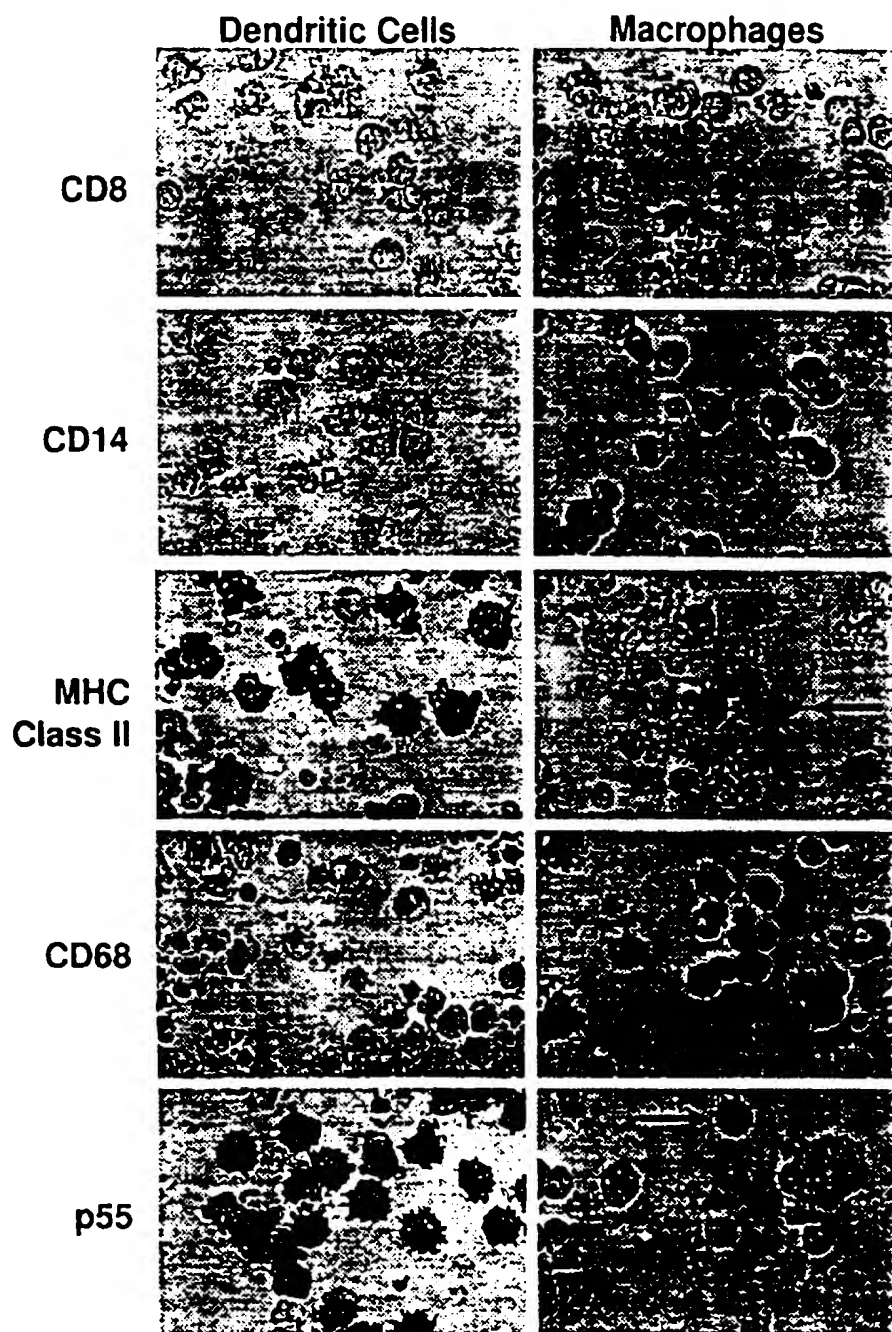 Dendritic Cells
Macrophages
CD8
CD14
MHC
Class II
CD68
p55